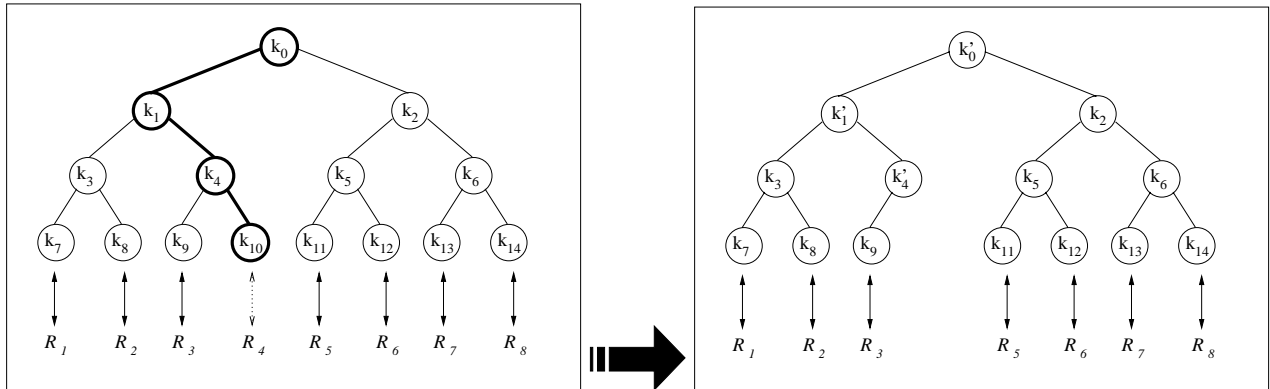 k0 k'0
k1 k2 k'1 k2
k3 k4 k5 k6 k3 k'4 k5 k6
k7 k8 k9 k10 k11 k12 k13 k14 k7 k8 k9 k11 k12 k13 k14
R1 R2 R3 R4 R5 R6 R7 R8 R1 R2 R3 R5 R6 R7 R8